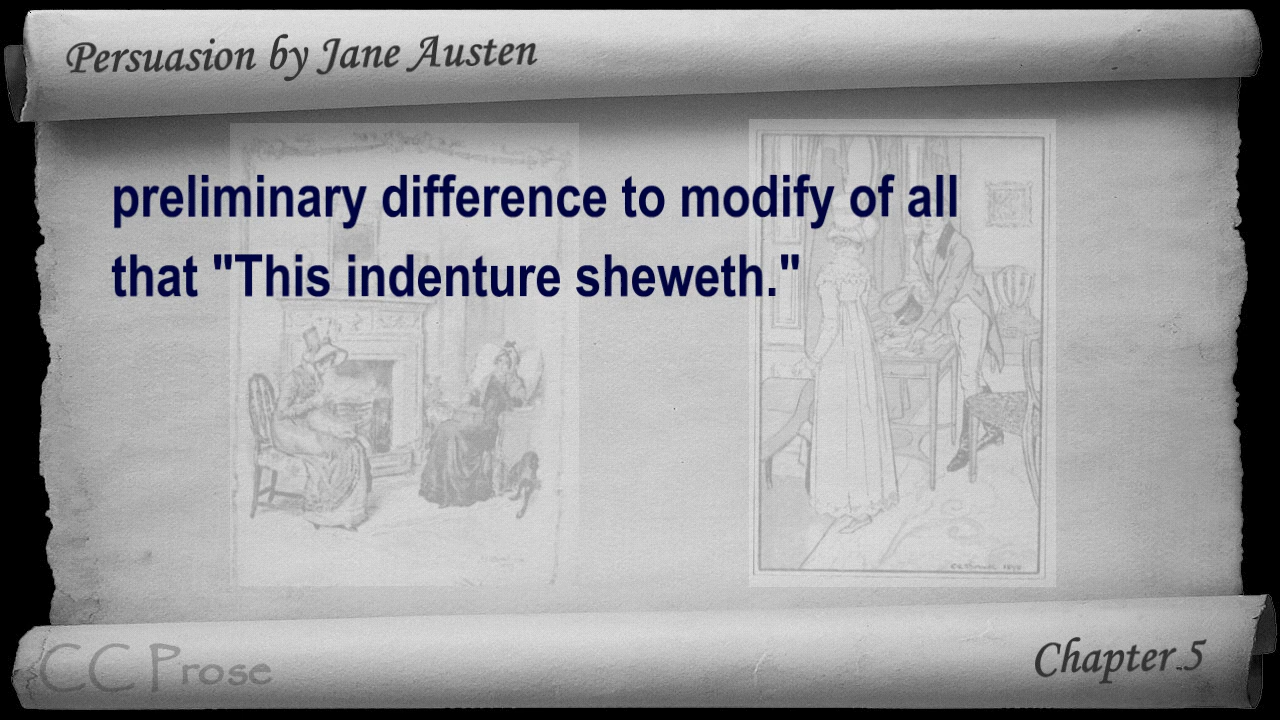 Persuasion by Jane Austen
preliminary difference to modify of all
that "This indenture sheweth."
CC Prose
Chapter 5